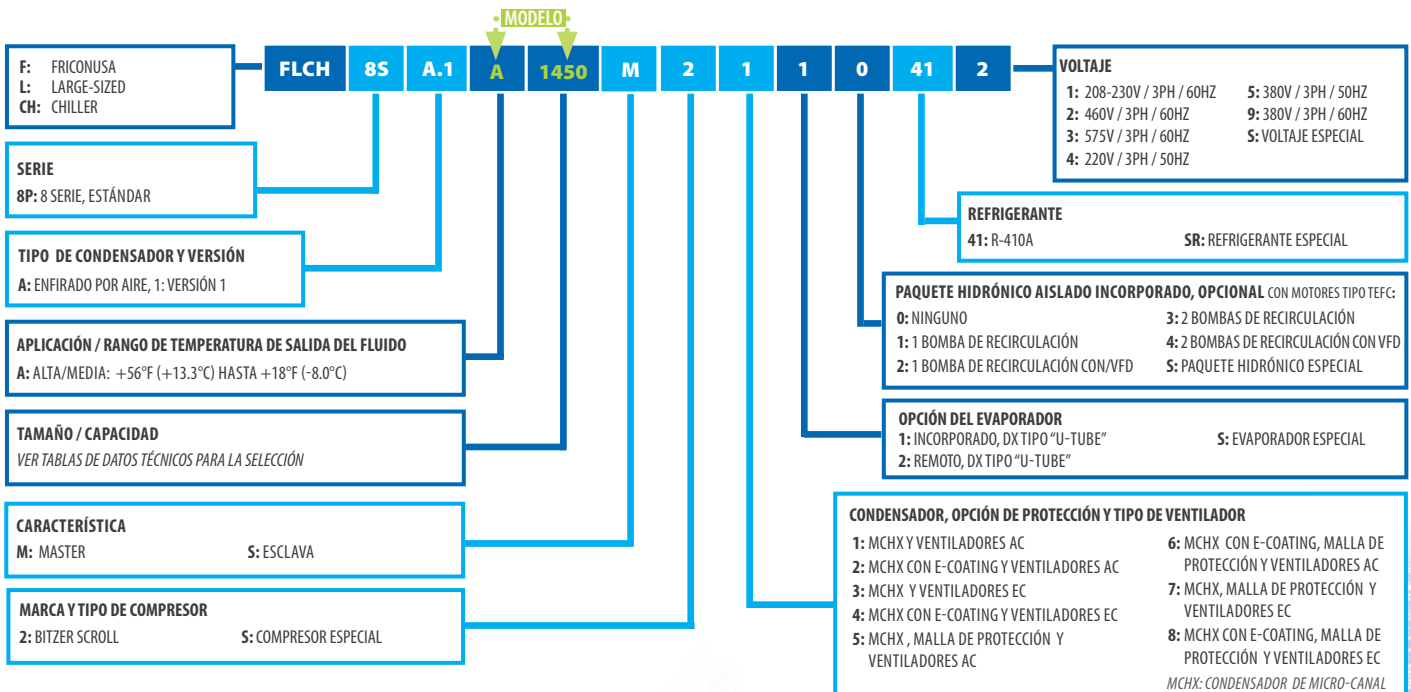 MODELO
FLCH 8S A.1 A 1450 M 2 1 1 0 41 2
F: FRICONUSA
L: LARGE-SIZED
CH: CHILLER
SERIE
8P: 8 SERIE, ESTÁNDAR
TIPO DE CONDENSADOR Y VERSIÓN
A: ENFIRADO POR AIRE, 1: VERSIÓN 1
APLICACIÓN / RANGO DE TEMPERATURA DE SALIDA DEL FLUIDO
A: ALTA/MEDIA: +56°F (+13.3°C) HASTA +18°F (-8.0°C)
TAMAÑO / CAPACIDAD
VER TABLAS DE DATOS TÉCNICOS PARA LA SELECCIÓN
CARACTERÍSTICA
M: MASTER S: ESCLAVA
MARCA Y TIPO DE COMPRESOR
2: BITZER SCROLL S: COMPRESOR ESPECIAL
VOLTAJE
1: 208-230V / 3PH / 60HZ 5: 380V / 3PH / 50HZ
2: 460V / 3PH / 60HZ 9: 380V / 3PH / 60HZ
3: 575V / 3PH / 60HZ S: VOLTAJE ESPECIAL
4: 220V / 3PH / 50HZ
REFRIGERANTE
41: R-410A SR: REFRIGERANTE ESPECIAL
PAQUETE HIDRÓNICO AISLADO INCORPORADO, OPCIONAL CON MOTORES TIPO TEFC:
0: NINGUNO 3: 2 BOMBAS DE RECIRCULACIÓN
1: 1 BOMBA DE RECIRCULACIÓN 4: 2 BOMBAS DE RECIRCULACIÓN CON VFD
2: 1 BOMBA DE RECIRCULACIÓN CON/VFD S: PAQUETE HIDRÓNICO ESPECIAL
OPCIÓN DEL EVAPORADOR
1: INCORPORADO, DX TIPO “U-TUBE” S: EVAPORADOR ESPECIAL
2: REMOTO, DX TIPO “U-TUBE”
CONDENSADOR, OPCIÓN DE PROTECCIÓN Y TIPO DE VENTILADOR
1: MCHX Y VENTILADORES AC
2: MCHX CON E-COATING Y VENTILADORES AC
3: MCHX Y VENTILADORES EC
4: MCHX CON E-COATING Y VENTILADORES EC
5: MCHX , MALLA DE PROTECCIÓN Y
VENTILADORES AC
6: MCHX CON E-COATING, MALLA DE
PROTECCIÓN Y VENTILADORES AC
7: MCHX, MALLA DE PROTECCIÓN Y
VENTILADORES EC
8: MCHX CON E-COATING, MALLA DE
PROTECCIÓN Y VENTILADORES EC
MCHX: CONDENSADOR DE MICRO-CANAL